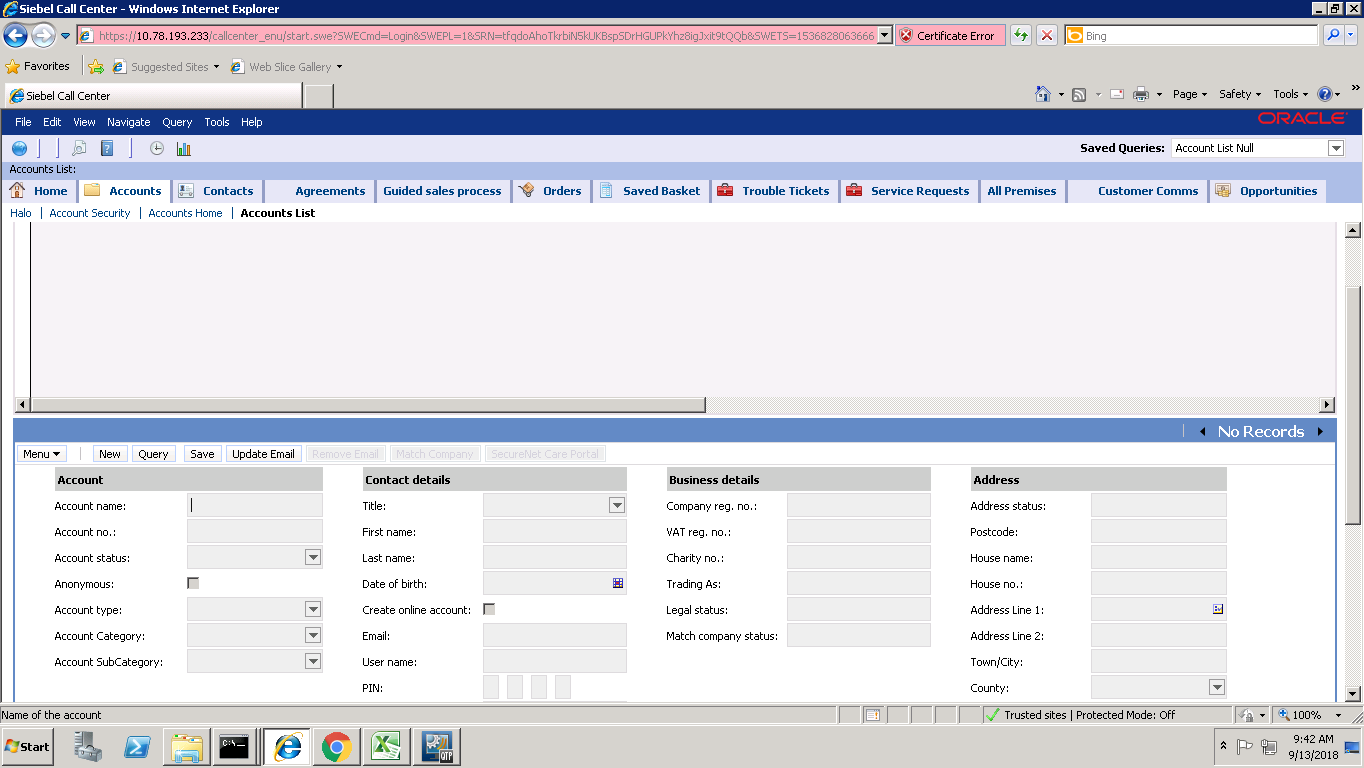 Siebel Call Center - Windows Internet Explorer
https://10.78.193.233/callcenter_enu/start.swe?SWECmd=Login&SWEPL=1&SRN=tfqdoAhoTkrbiN5kUKBspSDrHGUPkYhz8igJxit9tQQb&SWETS=1536828063666 Certificate Error Bing
Favorites Suggested Sites Web Slice Gallery
Siebel Call Center Page Safety Tools
File Edit View Navigate Query Tools Help ORACLE
Saved Queries: Account List Null
Accounts List:
Home Accounts Contacts Agreements Guided sales process Orders Saved Basket Trouble Tickets Service Requests All Premises Customer Comms Opportunities
Halo Account Security Accounts Home Accounts List
No Records
Menu New Query Save Update Email Remove Email Match Company SecureNet Care Portal
Account Contact details Business details Address
Account name: Title: Company reg. no.: Address status:
Account no.: First name: VAT reg. no.: Postcode:
Account status: Last name: Charity no.: House name:
Anonymous: Date of birth: Trading As: House no.:
Account type: Create online account: Legal status: Address Line 1:
Account Category: Email: Match company status: Address Line 2:
Account SubCategory: User name: Town/City:
PIN: County:
Name of the account Trusted sites | Protected Mode: Off 100%
Start C:\ QTP 9:42 AM
9/13/2018